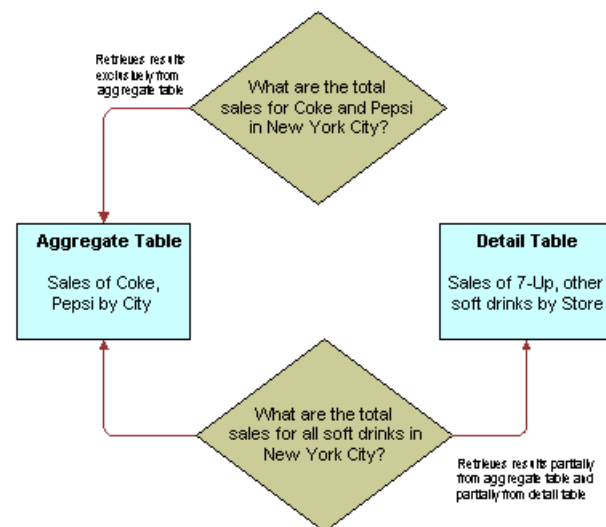 Retrieves results
exclusively from
aggregate table
What are the total
sales for Coke and Pepsi
in New York City?
Aggregate Table
Sales of Coke,
Pepsi by City
Detail Table
Sales of 7-Up, other
soft drinks by Store
What are the total
sales for all soft drinks in
New York City?
Retrieves results partially
from aggregate table and
partially from detail table